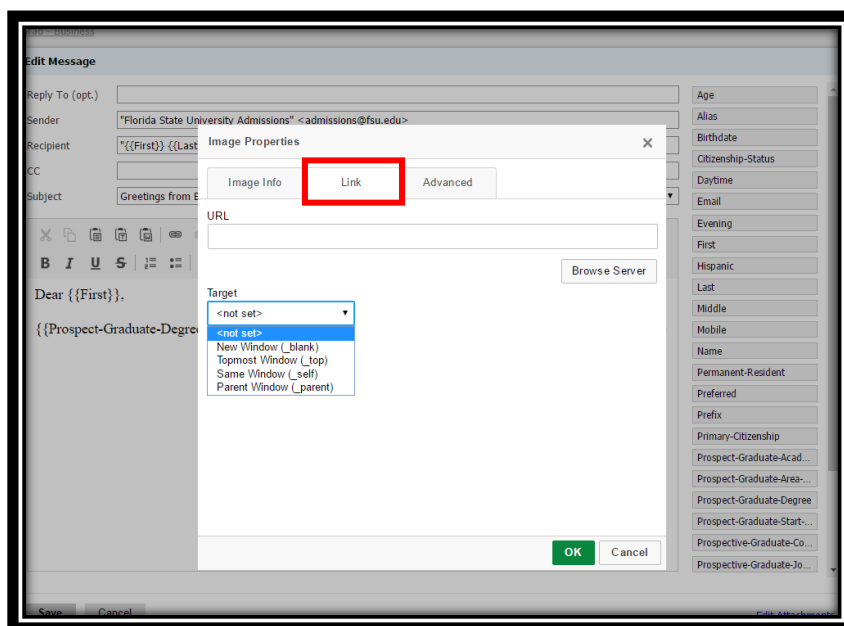 Grad - Business
Edit Message
Reply To (opt.)
Sender
"Florida State University Admissions" <admissions@fsu.edu>
Recipient
"{{First}} {{Last
CC
Subject
Greetings from
B I U S
Dear {{First}},
{{Prospect-Graduate-Degre
Image Properties
Image Info
Link
Advanced
URL
Browse Server
Target
<not set>
<not set>
New Window (_blank)
Topmost Window (_top)
Same Window (_self)
Parent Window (_parent)
OK
Cancel
Age
Alias
Birthdate
Citizenship-Status
Daytime
Email
Evening
First
Hispanic
Last
Middle
Mobile
Name
Permanent-Resident
Preferred
Prefix
Primary-Citizenship
Prospect-Graduate-Acad...
Prospect-Graduate-Area-...
Prospect-Graduate-Degree
Prospect-Graduate-Start-...
Prospective-Graduate-Co...
Prospective-Graduate-Jo...
Save
Cancel
Edit Attachments